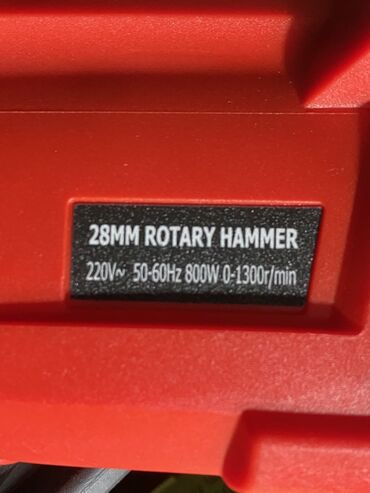 28MM ROTARY HAMMER
220V~ 50-60Hz 800W 0-1300r/min